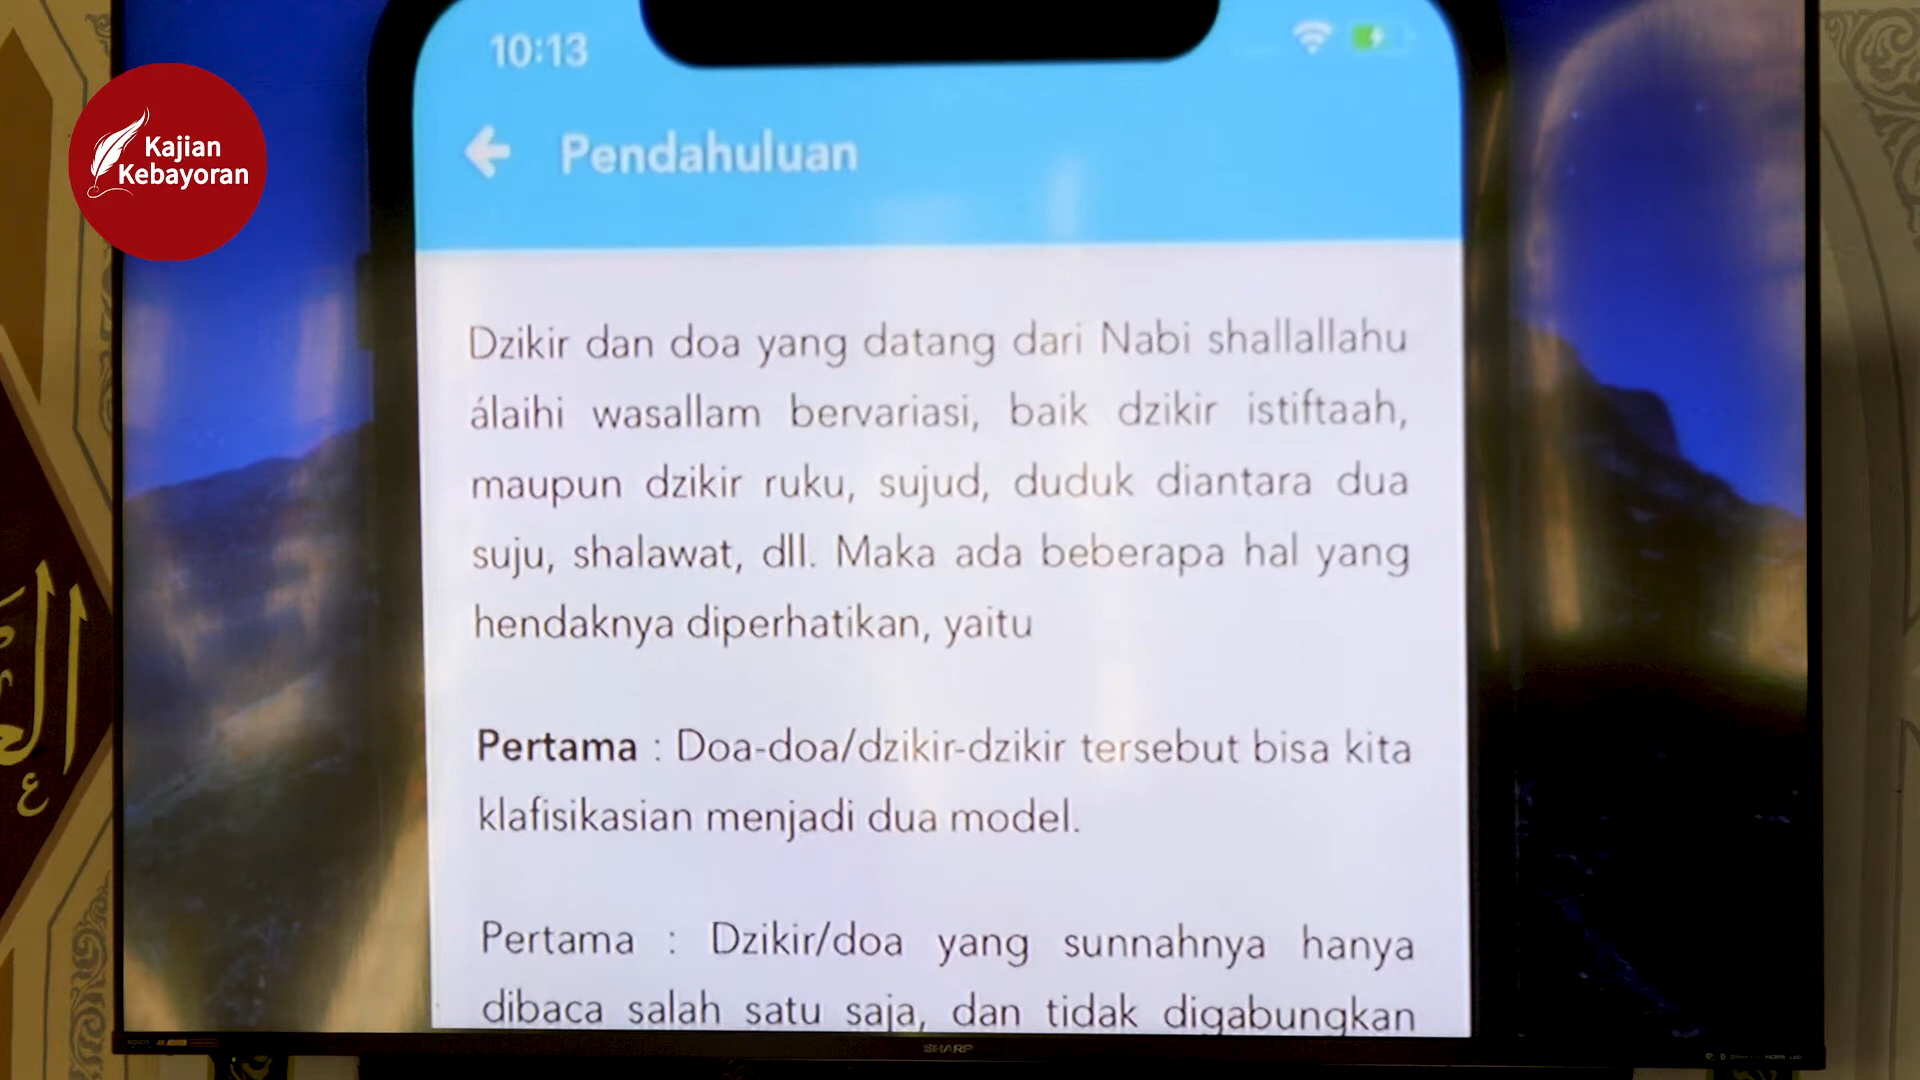 10:13
Kajian
Kebayoran
Pendahuluan
Dzikir dan doa yang datang dari Nabi shallallahu
álaihi wasallam bervariasi, baik dzikir istiftaah,
maupun dzikir ruku, sujud, duduk diantara dua
suju, shalawat, dll. Maka ada beberapa hal yang
hendaknya diperhatikan, yaitu
Pertama : Doa-doa/dzikir-dzikir tersebut bisa kita
klafisikasian menjadi dua model.
Pertama : Dzikir/doa yang sunnahnya hanya
dibaca salah satu saja, dan tidak digabungkan
SHARP